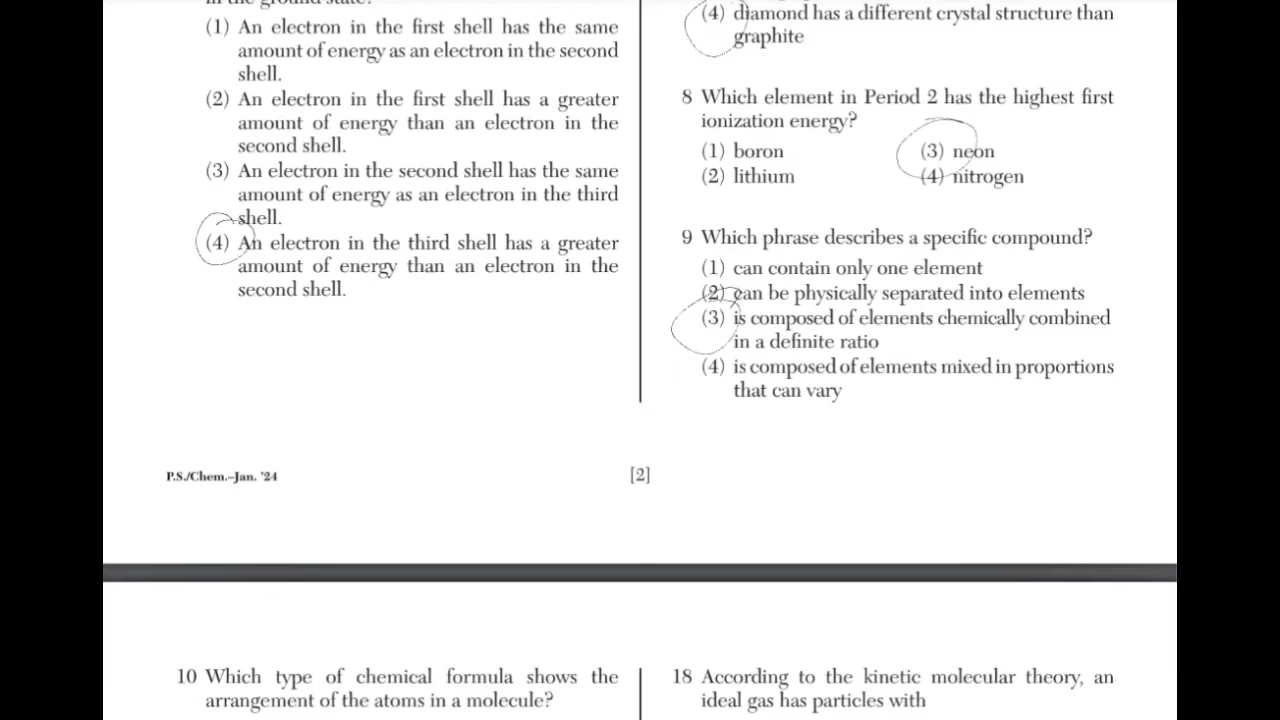 in the ground state?
(1) An electron in the first shell has the same
amount of energy as an electron in the second
shell.
(2) An electron in the first shell has a greater
amount of energy than an electron in the
second shell.
(3) An electron in the second shell has the same
amount of energy as an electron in the third
shell.
(4) An electron in the third shell has a greater
amount of energy than an electron in the
second shell.
(4) diamond has a different crystal structure than
graphite
8 Which element in Period 2 has the highest first
ionization energy?
(1) boron
(2) lithium
(3) neon
(4) nitrogen
9 Which phrase describes a specific compound?
(1) can contain only one element
(2) can be physically separated into elements
(3) is composed of elements chemically combined
in a definite ratio
(4) is composed of elements mixed in proportions
that can vary
P.S./Chem.–Jan. '24
[2]
10 Which type of chemical formula shows the
arrangement of the atoms in a molecule?
18 According to the kinetic molecular theory, an
ideal gas has particles with